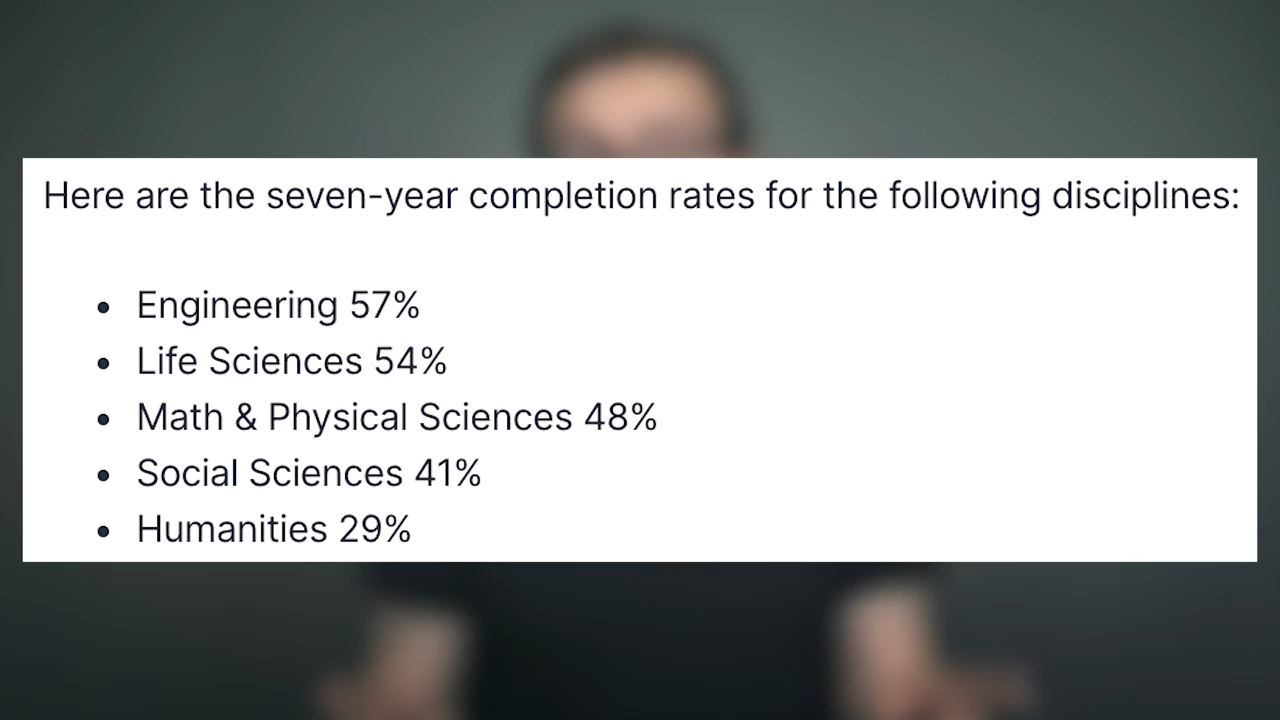 Here are the seven-year completion rates for the following disciplines:
• Engineering 57%
• Life Sciences 54%
• Math & Physical Sciences 48%
• Social Sciences 41%
• Humanities 29%